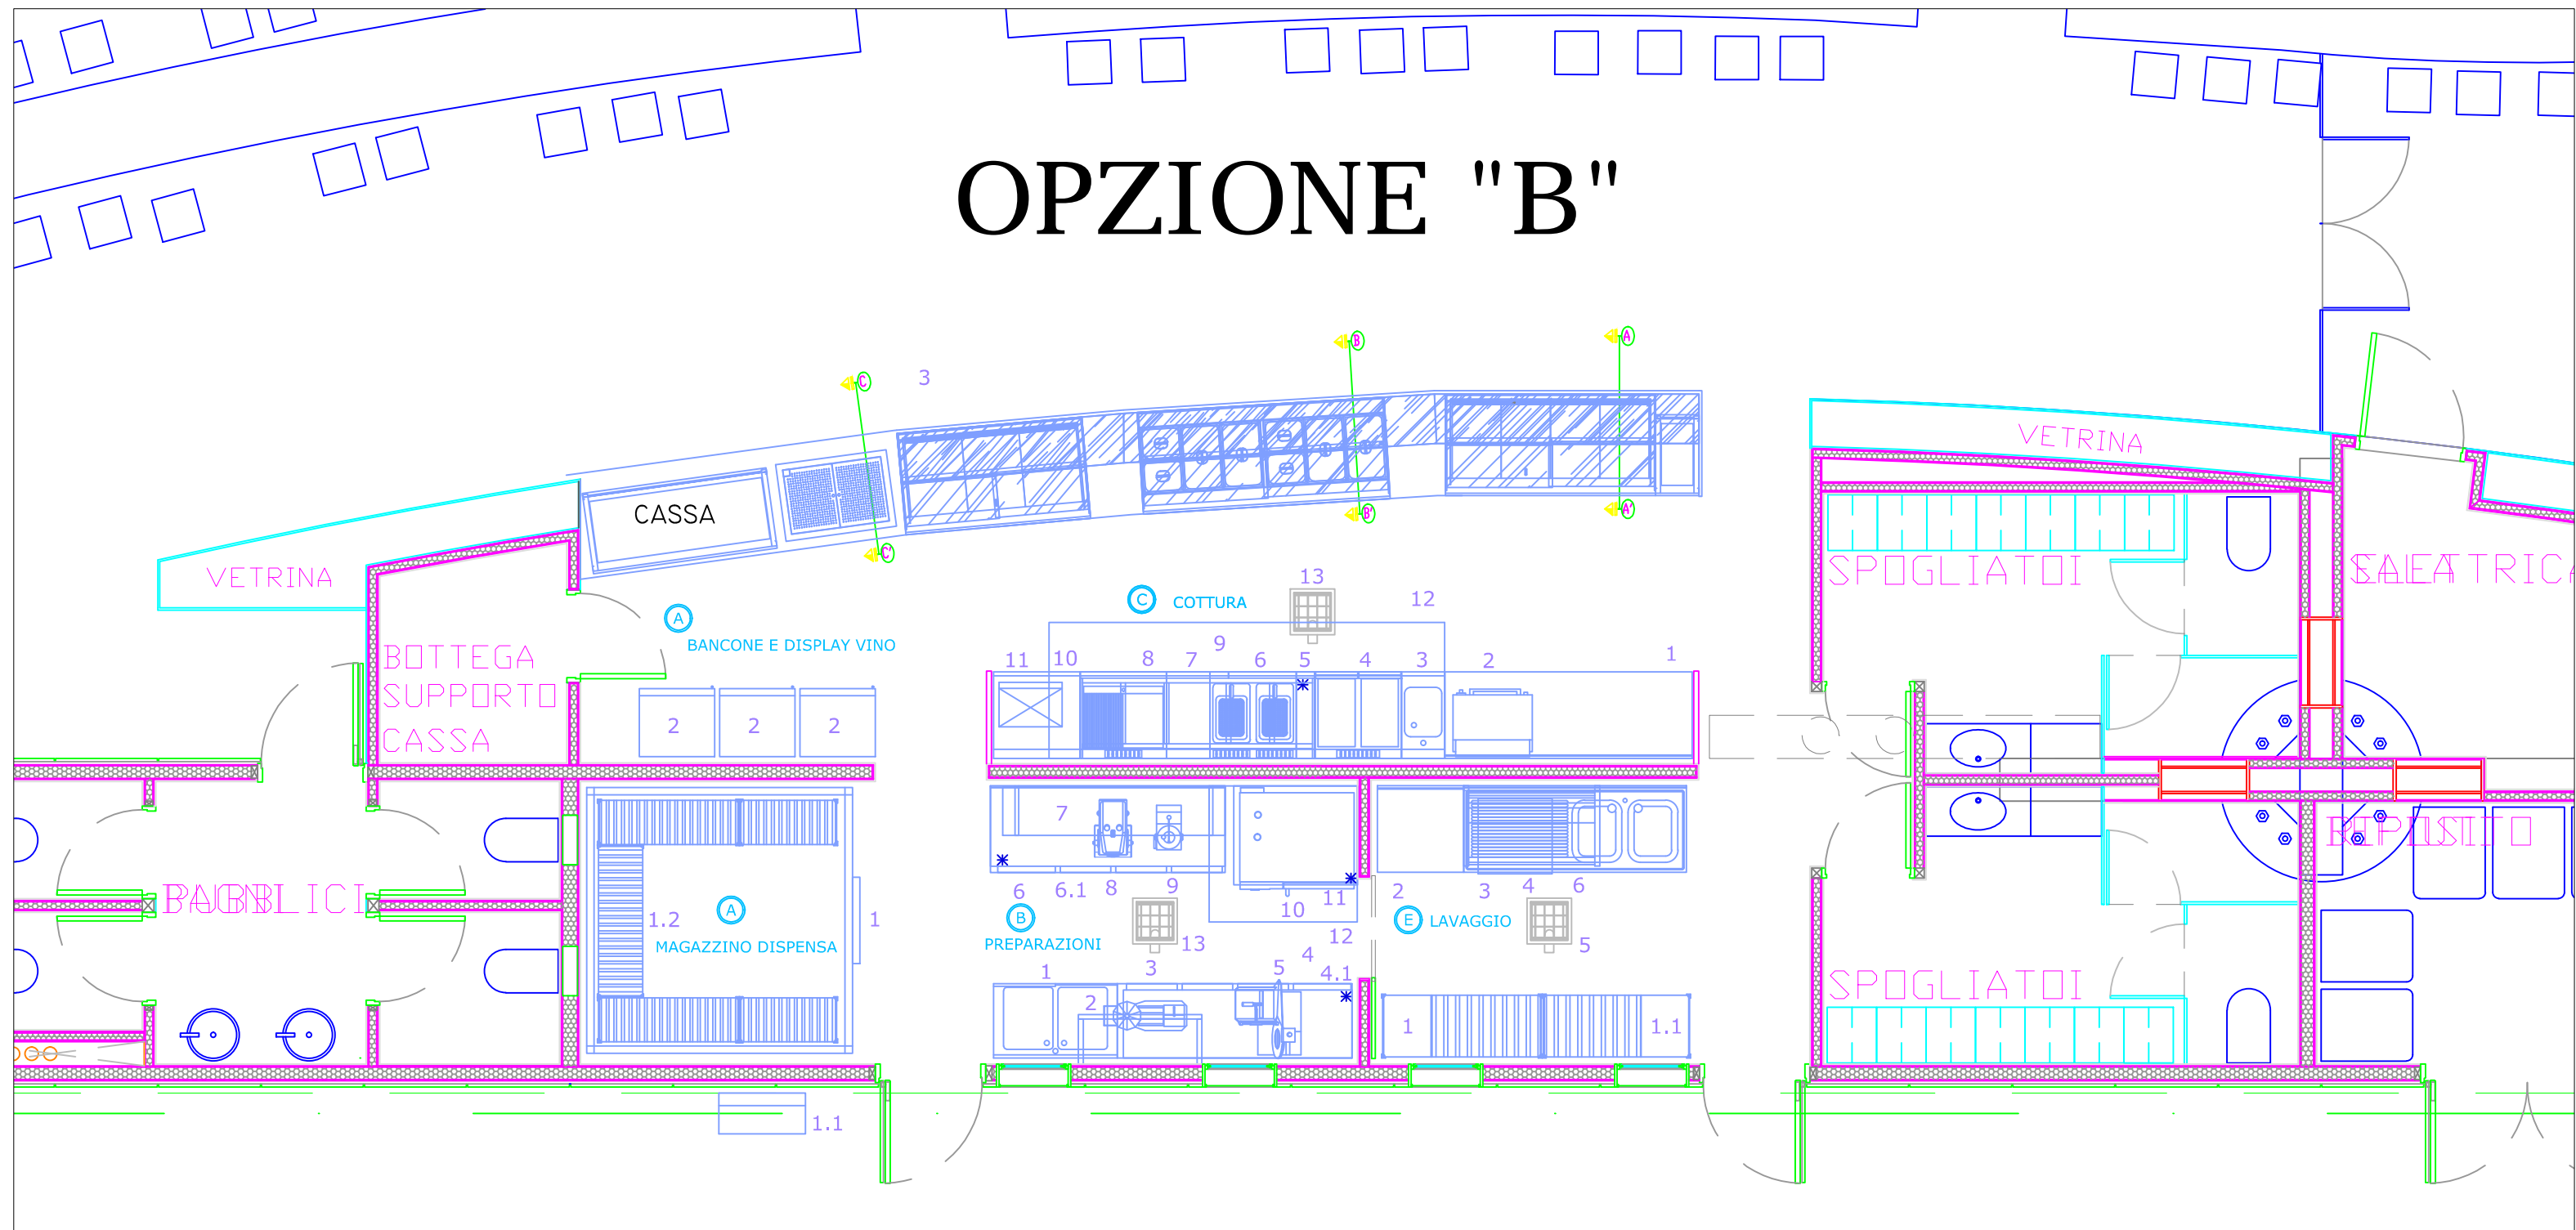 OPZIONE "B"
A
B
C
3
VETRINA
CASSA
A'
B'
C'
VETRINA
SPOGLIATOI
13
C COTTURA
12
A
BANCONE E DISPLAY VINO
BOTTEGA
SUPPORTO
CASSA
11 10 8 7 9 6 5 4 3 2 1
2 2 2
7
6 6.1 8 9 10 11
2 3 4 6
1.2
A
1
MAGAZZINO DISPENSA
B
PREPARAZIONI
13
12
E LAVAGGIO
5
1 2 3 5 4
4.1
1 1.1
SPOGLIATOI
1.1